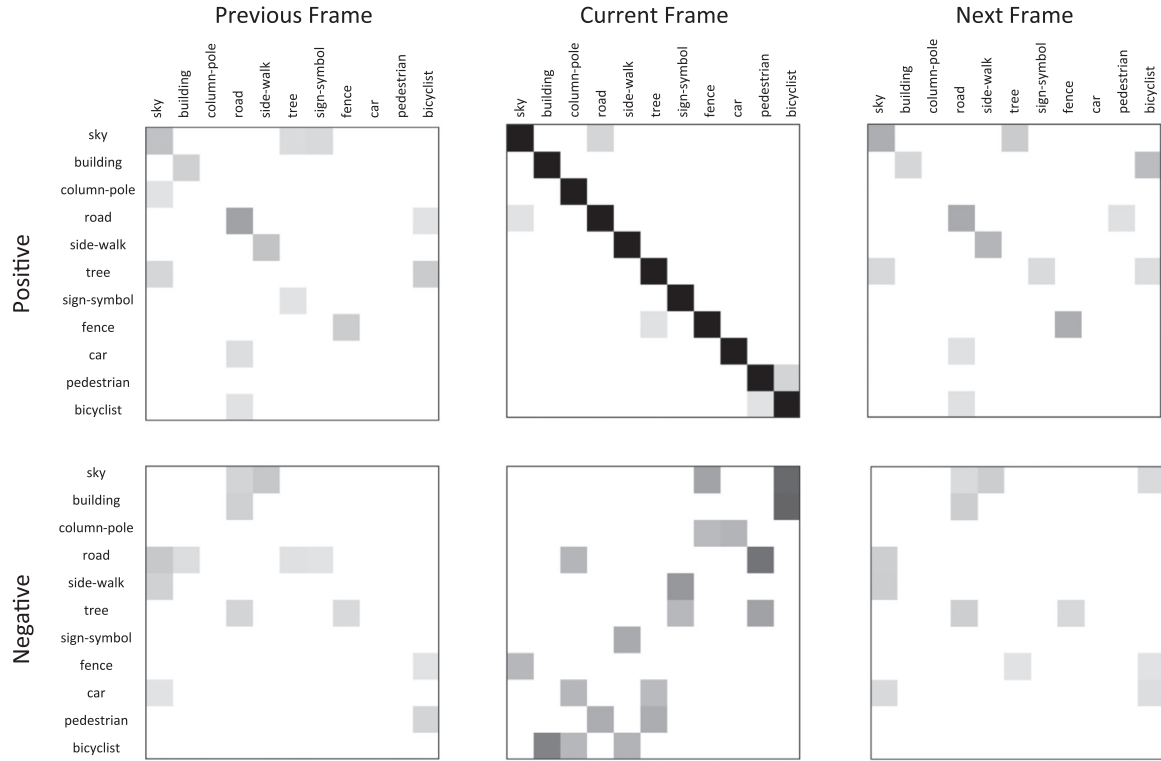 Previous Frame
Current Frame
Next Frame
sky building column-pole road side-walk tree sign-symbol fence car pedestrian bicyclist
sky building column-pole road side-walk tree sign-symbol fence car pedestrian bicyclist
sky building column-pole road side-walk tree sign-symbol fence car pedestrian bicyclist
Positive
sky
building
column-pole
road
side-walk
tree
sign-symbol
fence
car
pedestrian
bicyclist
Negative
sky
building
column-pole
road
side-walk
tree
sign-symbol
fence
car
pedestrian
bicyclist